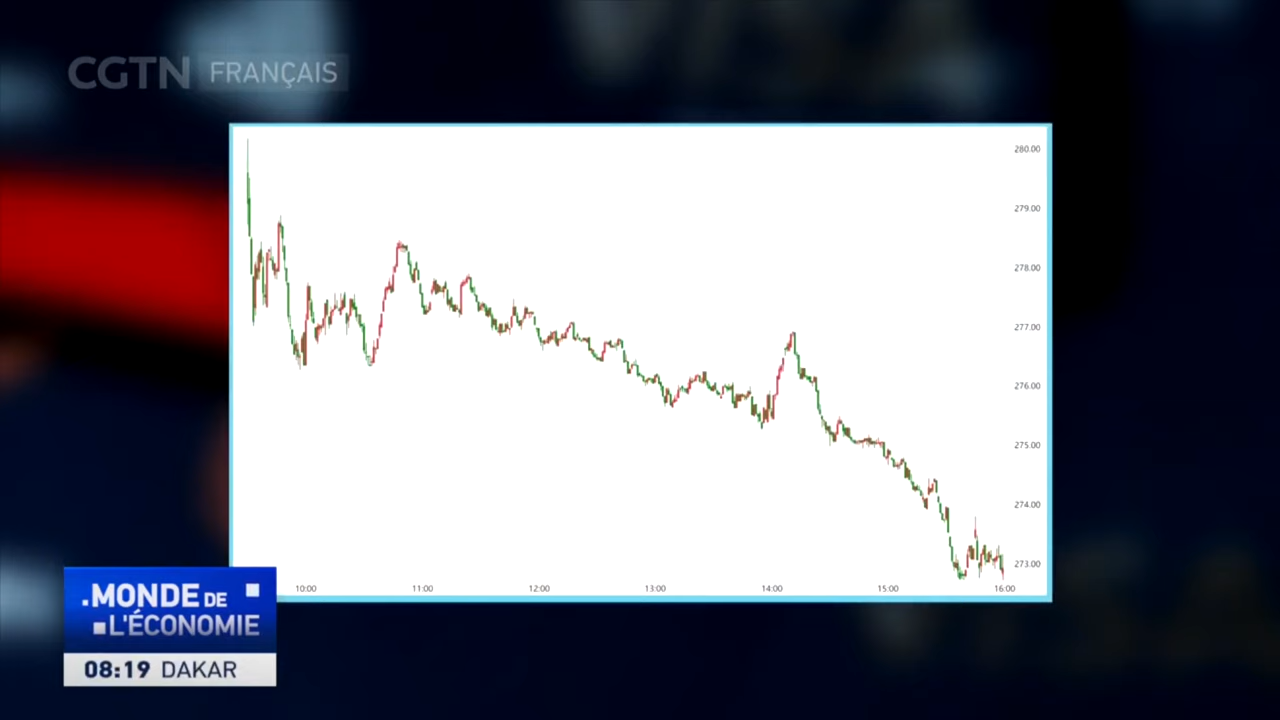 CGTN FRANÇAIS
280.00
279.00
278.00
277.00
276.00
275.00
274.00
273.00
10:00 11:00 12:00 13:00 14:00 15:00 16:00
MONDE DE
L'ÉCONOMIE
08:19 DAKAR